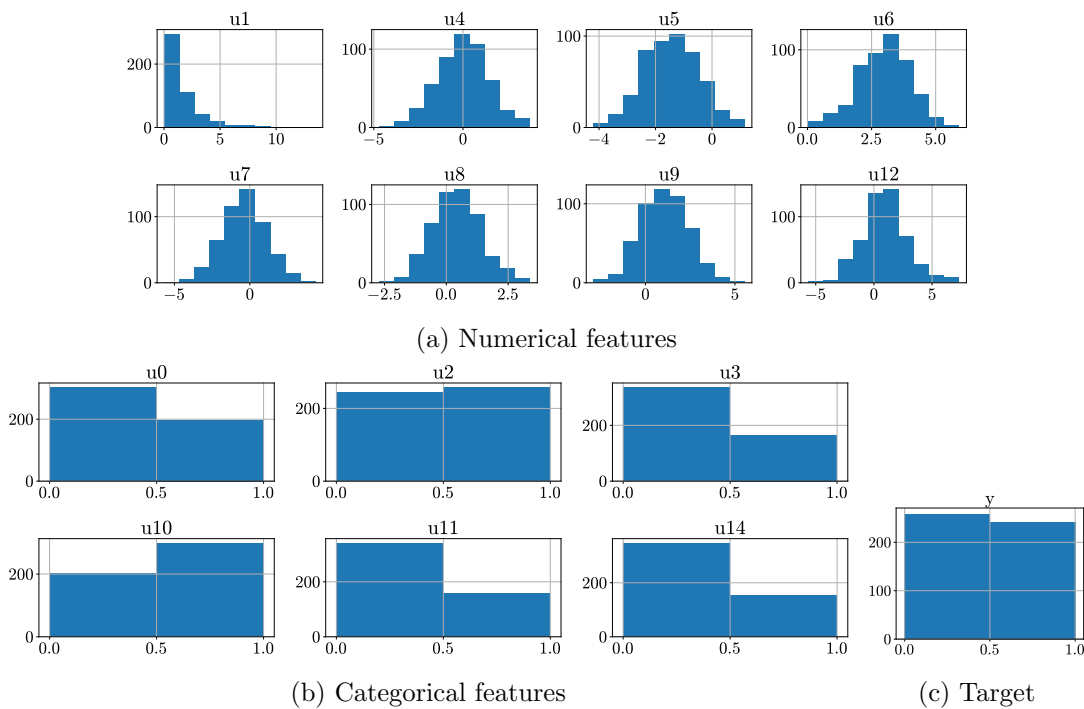 u1 u4 u5 u6
200 100 100 100
0 0 0 0
0 5 10 −5 0 −4 −2 0 0.0 2.5 5.0
u7 u8 u9 u12
100 100 100 100
0 0 0 0
−5 0 −2.5 0.0 2.5 0 5 −5 0 5
(a) Numerical features
u0 u2 u3
200 200 200
0 0 0
0.0 0.5 1.0 0.0 0.5 1.0 0.0 0.5 1.0
u10 u11 u14 y
200 200 200 200
100
0 0 0 0
0.0 0.5 1.0 0.0 0.5 1.0 0.0 0.5 1.0 0.0 0.5 1.0
(b) Categorical features (c) Target